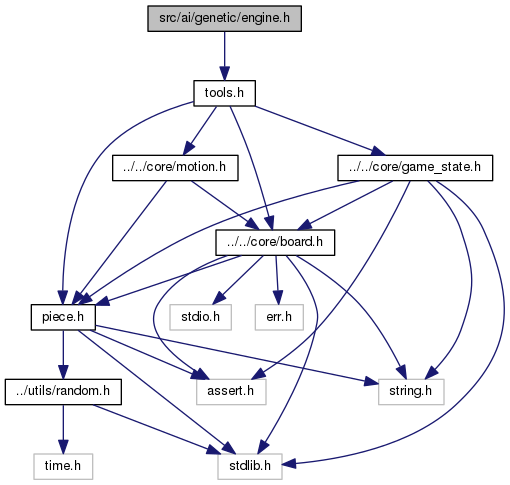 src/ai/genetic/engine.h
tools.h
../../core/motion.h
../../core/game_state.h
../../core/board.h
piece.h
stdio.h
err.h
../utils/random.h
assert.h
string.h
time.h
stdlib.h